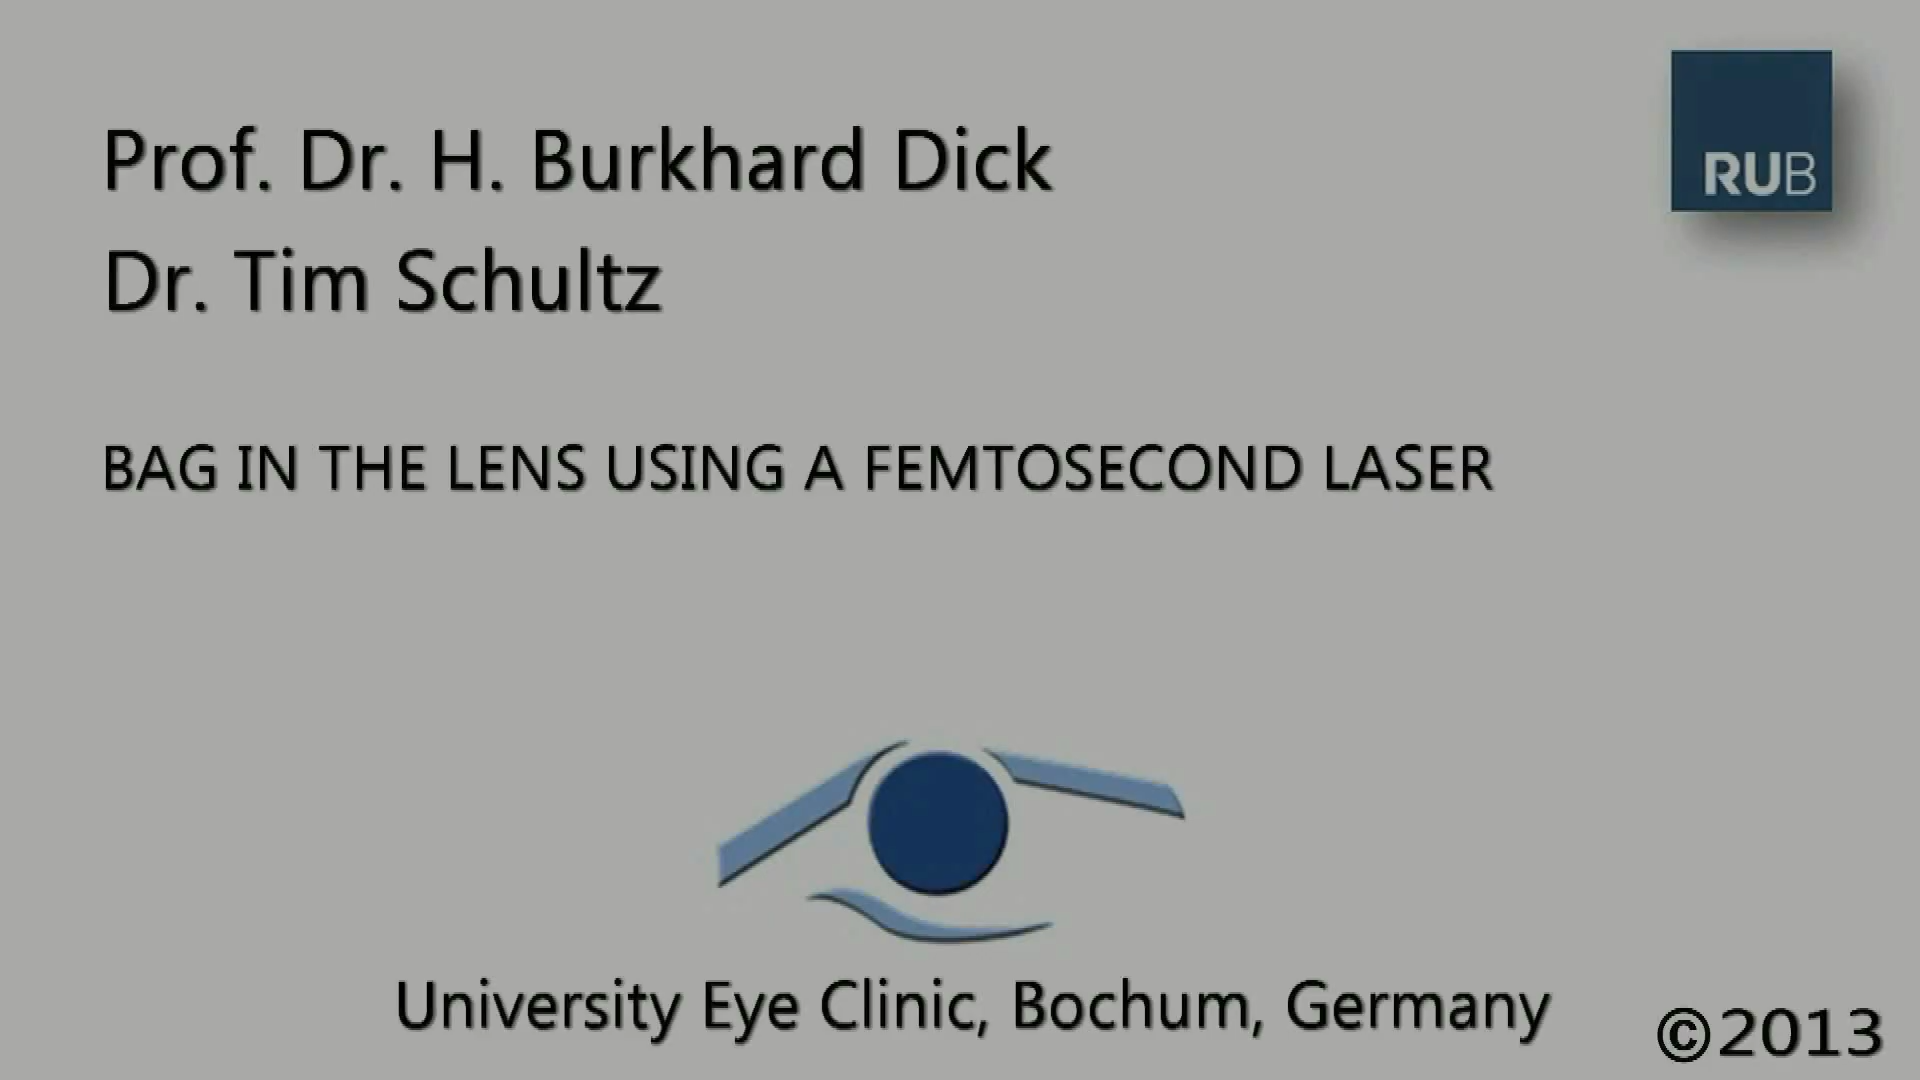 Prof. Dr. H. Burkhard Dick
RUB
Dr. Tim Schultz
BAG IN THE LENS USING A FEMTOSECOND LASER
University Eye Clinic, Bochum, Germany
©2013